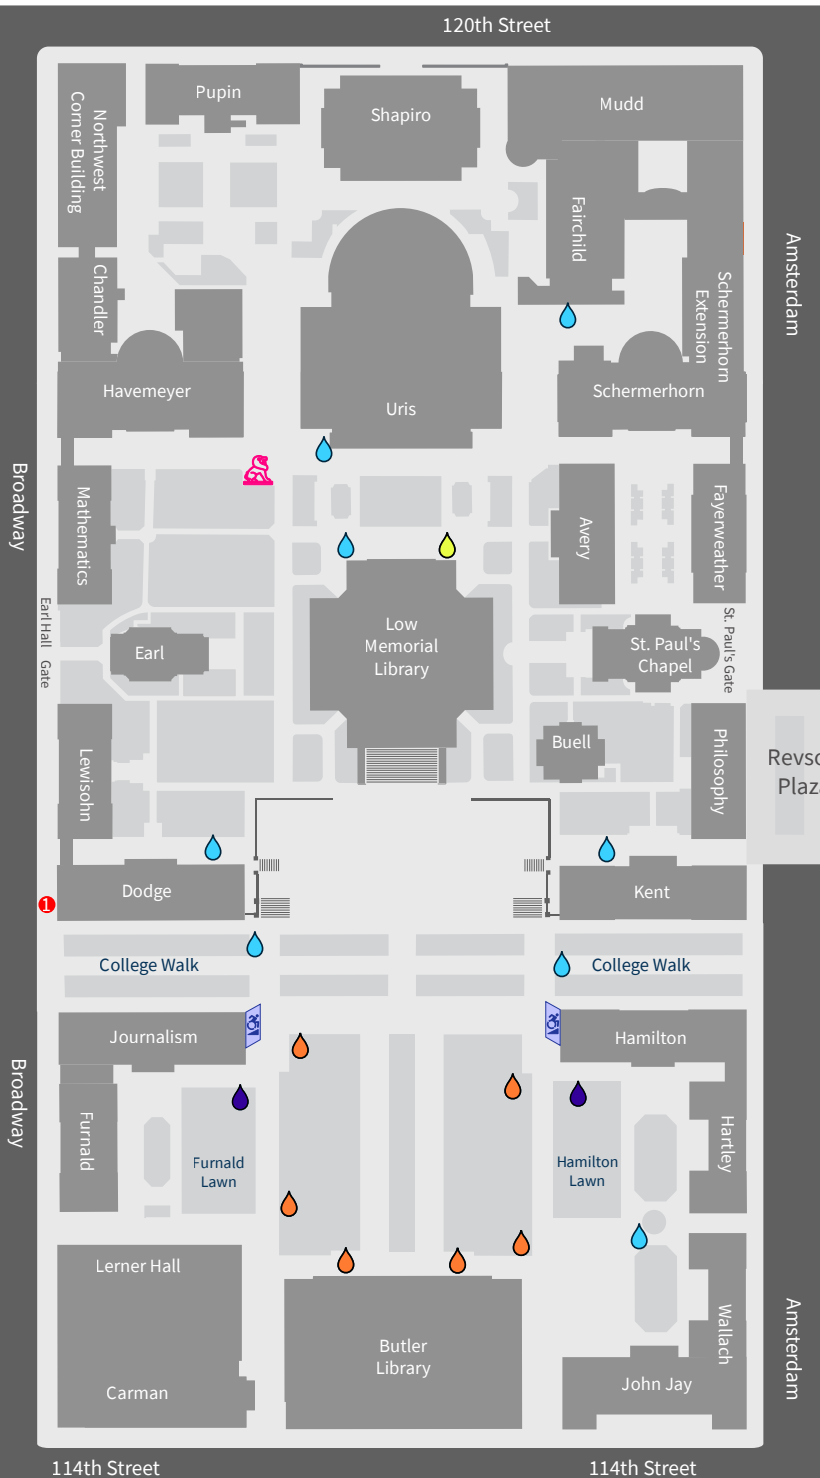 120th Street
Pupin
Shapiro
Mudd
Northwest
Corner Building
Fairchild
Amsterdam
Chandler
Schermerhorn
Extension
Havemeyer
Uris
Schermerhorn
Broadway
Mathematics
Avery
Fayerweather
Earl Hall Gate
Earl
Low
Memorial
Library
St. Paul's
Chapel
St. Paul's Gate
Lewisohn
Buell
Philosophy
Dodge
Kent
1
College Walk
College Walk
Journalism
Hamilton
Broadway
Furnald
Furnald
Lawn
Hamilton
Lawn
Hartley
Lerner Hall
Carman
Butler
Library
John Jay
Wallach
Amsterdam
114th Street
114th Street